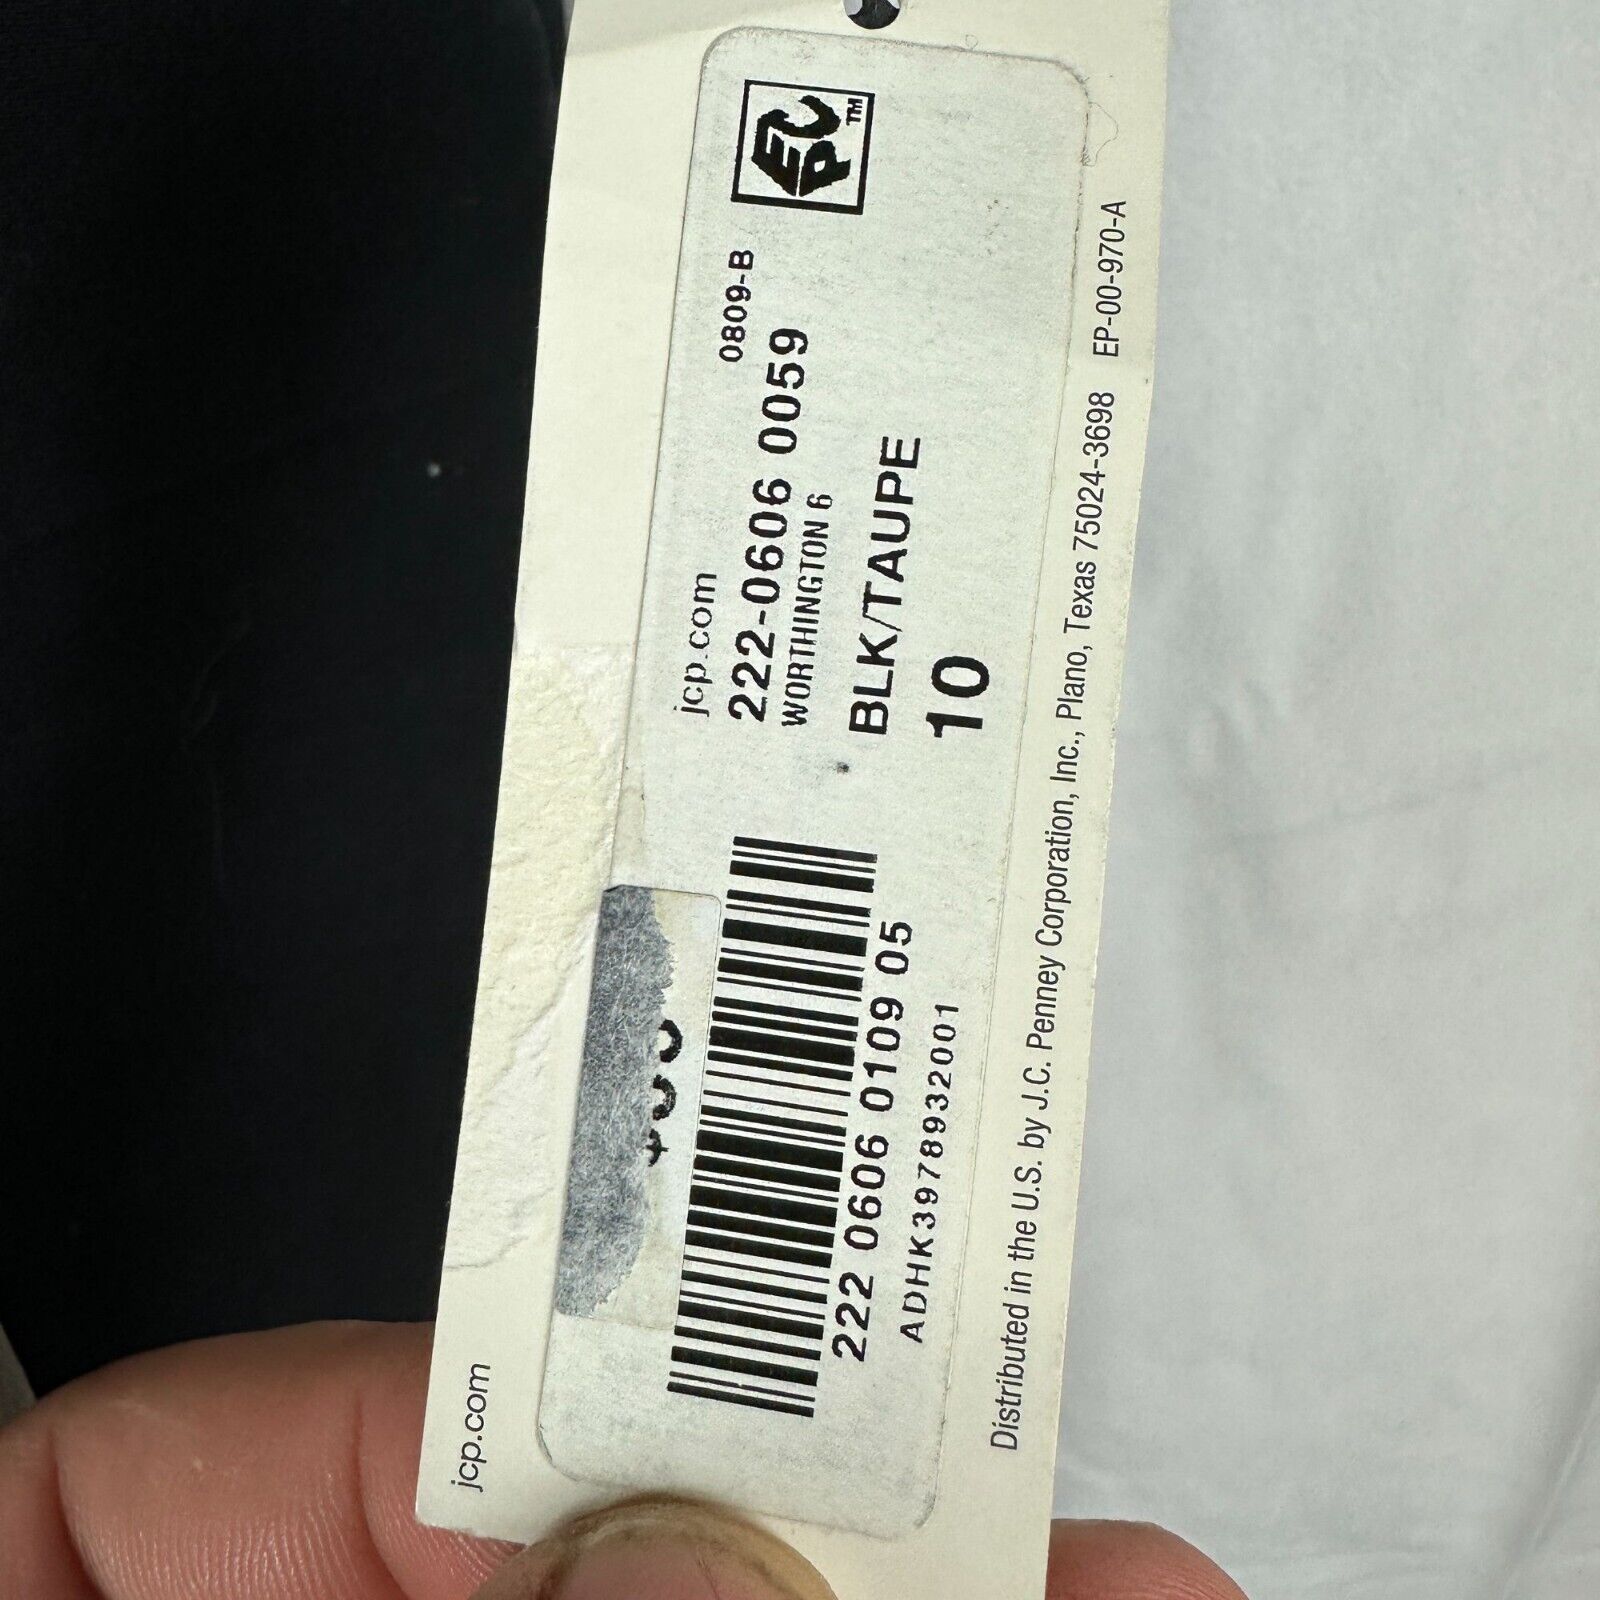 EPC™
0809-B
jcp.com
222-0606 0059
WORTHINGTON 6
BLK/TAUPE
10
222 0606 0109 05
ADHK3978932001
jcp.com
Distributed in the U.S. by J.C. Penney Corporation, Inc., Plano, Texas 75024-3698 EP-00-970-A